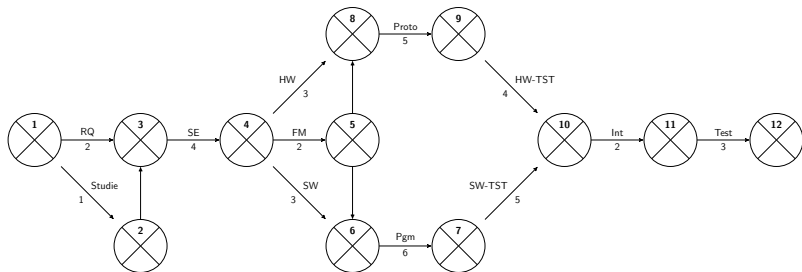 8
Proto
5
9
HW
3
HW-TST
4
1
RQ
2
3
SE
4
4
FM
2
5
10
Int
2
11
Test
3
12
Studie
1
SW
3
SW-TST
5
2
6
Pgm
6
7